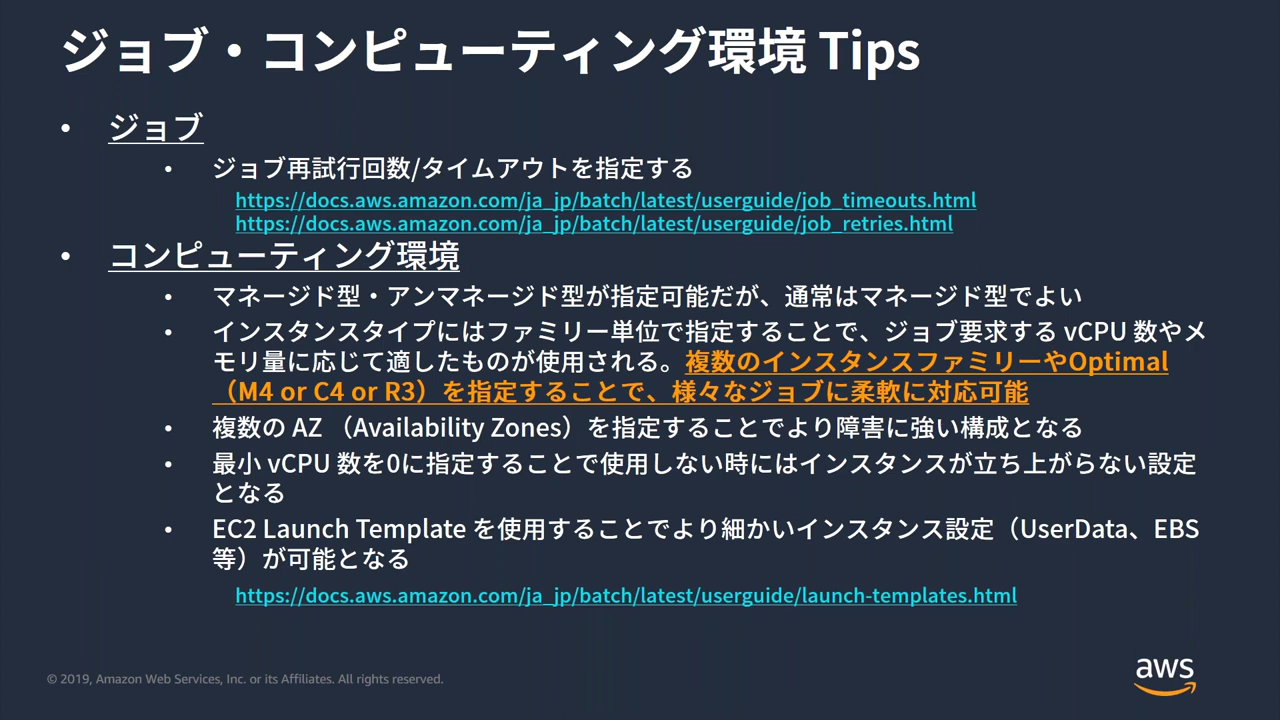 ジョブ・コンピューティング環境 Tips
• ジョブ
• ジョブ再試行回数/タイムアウトを指定する
https://docs.aws.amazon.com/ja_jp/batch/latest/userguide/job_timeouts.html
https://docs.aws.amazon.com/ja_jp/batch/latest/userguide/job_retries.html
• コンピューティング環境
• マネージド型・アンマネージド型が指定可能だが、通常はマネージド型でよい
• インスタンスタイプにはファミリー単位で指定することで、ジョブ要求する vCPU 数やメ
モリ量に応じて適したものが使用される。複数のインスタンスファミリーやOptimal
（M4 or C4 or R3）を指定することで、様々なジョブに柔軟に対応可能
• 複数の AZ （Availability Zones）を指定することでより障害に強い構成となる
• 最小 vCPU 数を0に指定することで使用しない時にはインスタンスが立ち上がらない設定
となる
• EC2 Launch Template を使用することでより細かいインスタンス設定（UserData、EBS
等）が可能となる
https://docs.aws.amazon.com/ja_jp/batch/latest/userguide/launch-templates.html
© 2019, Amazon Web Services, Inc. or its Affiliates. All rights reserved.
aws